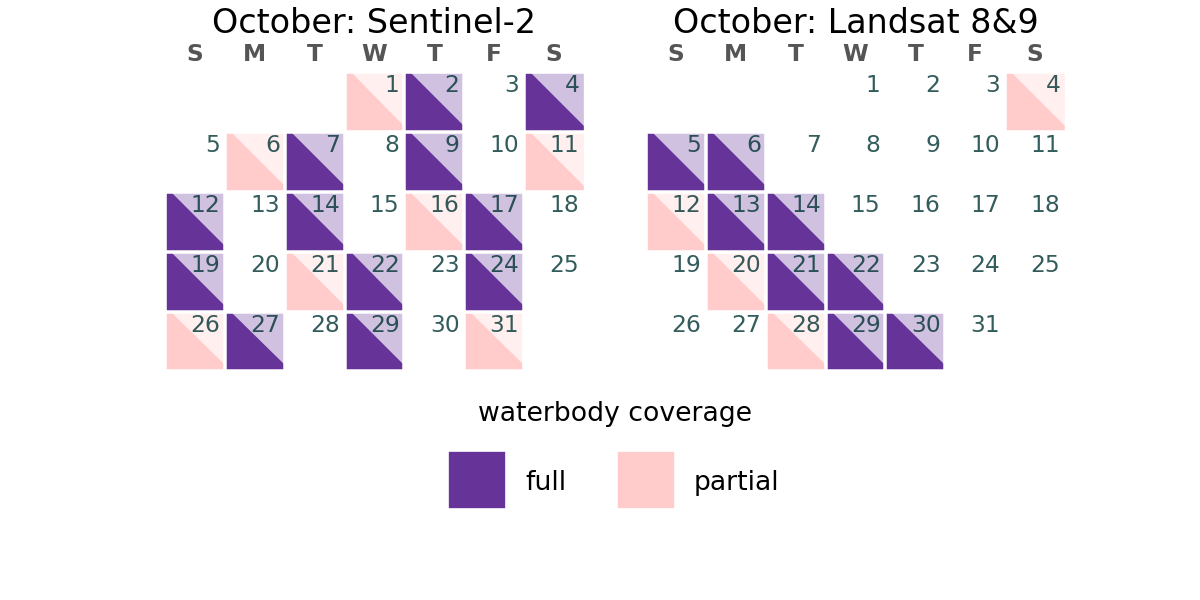 October: Sentinel-2
S M T W T F S
1 2 3 4
5 6 7 8 9 10 11
12 13 14 15 16 17 18
19 20 21 22 23 24 25
26 27 28 29 30 31
October: Landsat 8&9
S M T W T F S
1 2 3 4
5 6 7 8 9 10 11
12 13 14 15 16 17 18
19 20 21 22 23 24 25
26 27 28 29 30 31
waterbody coverage
full
partial